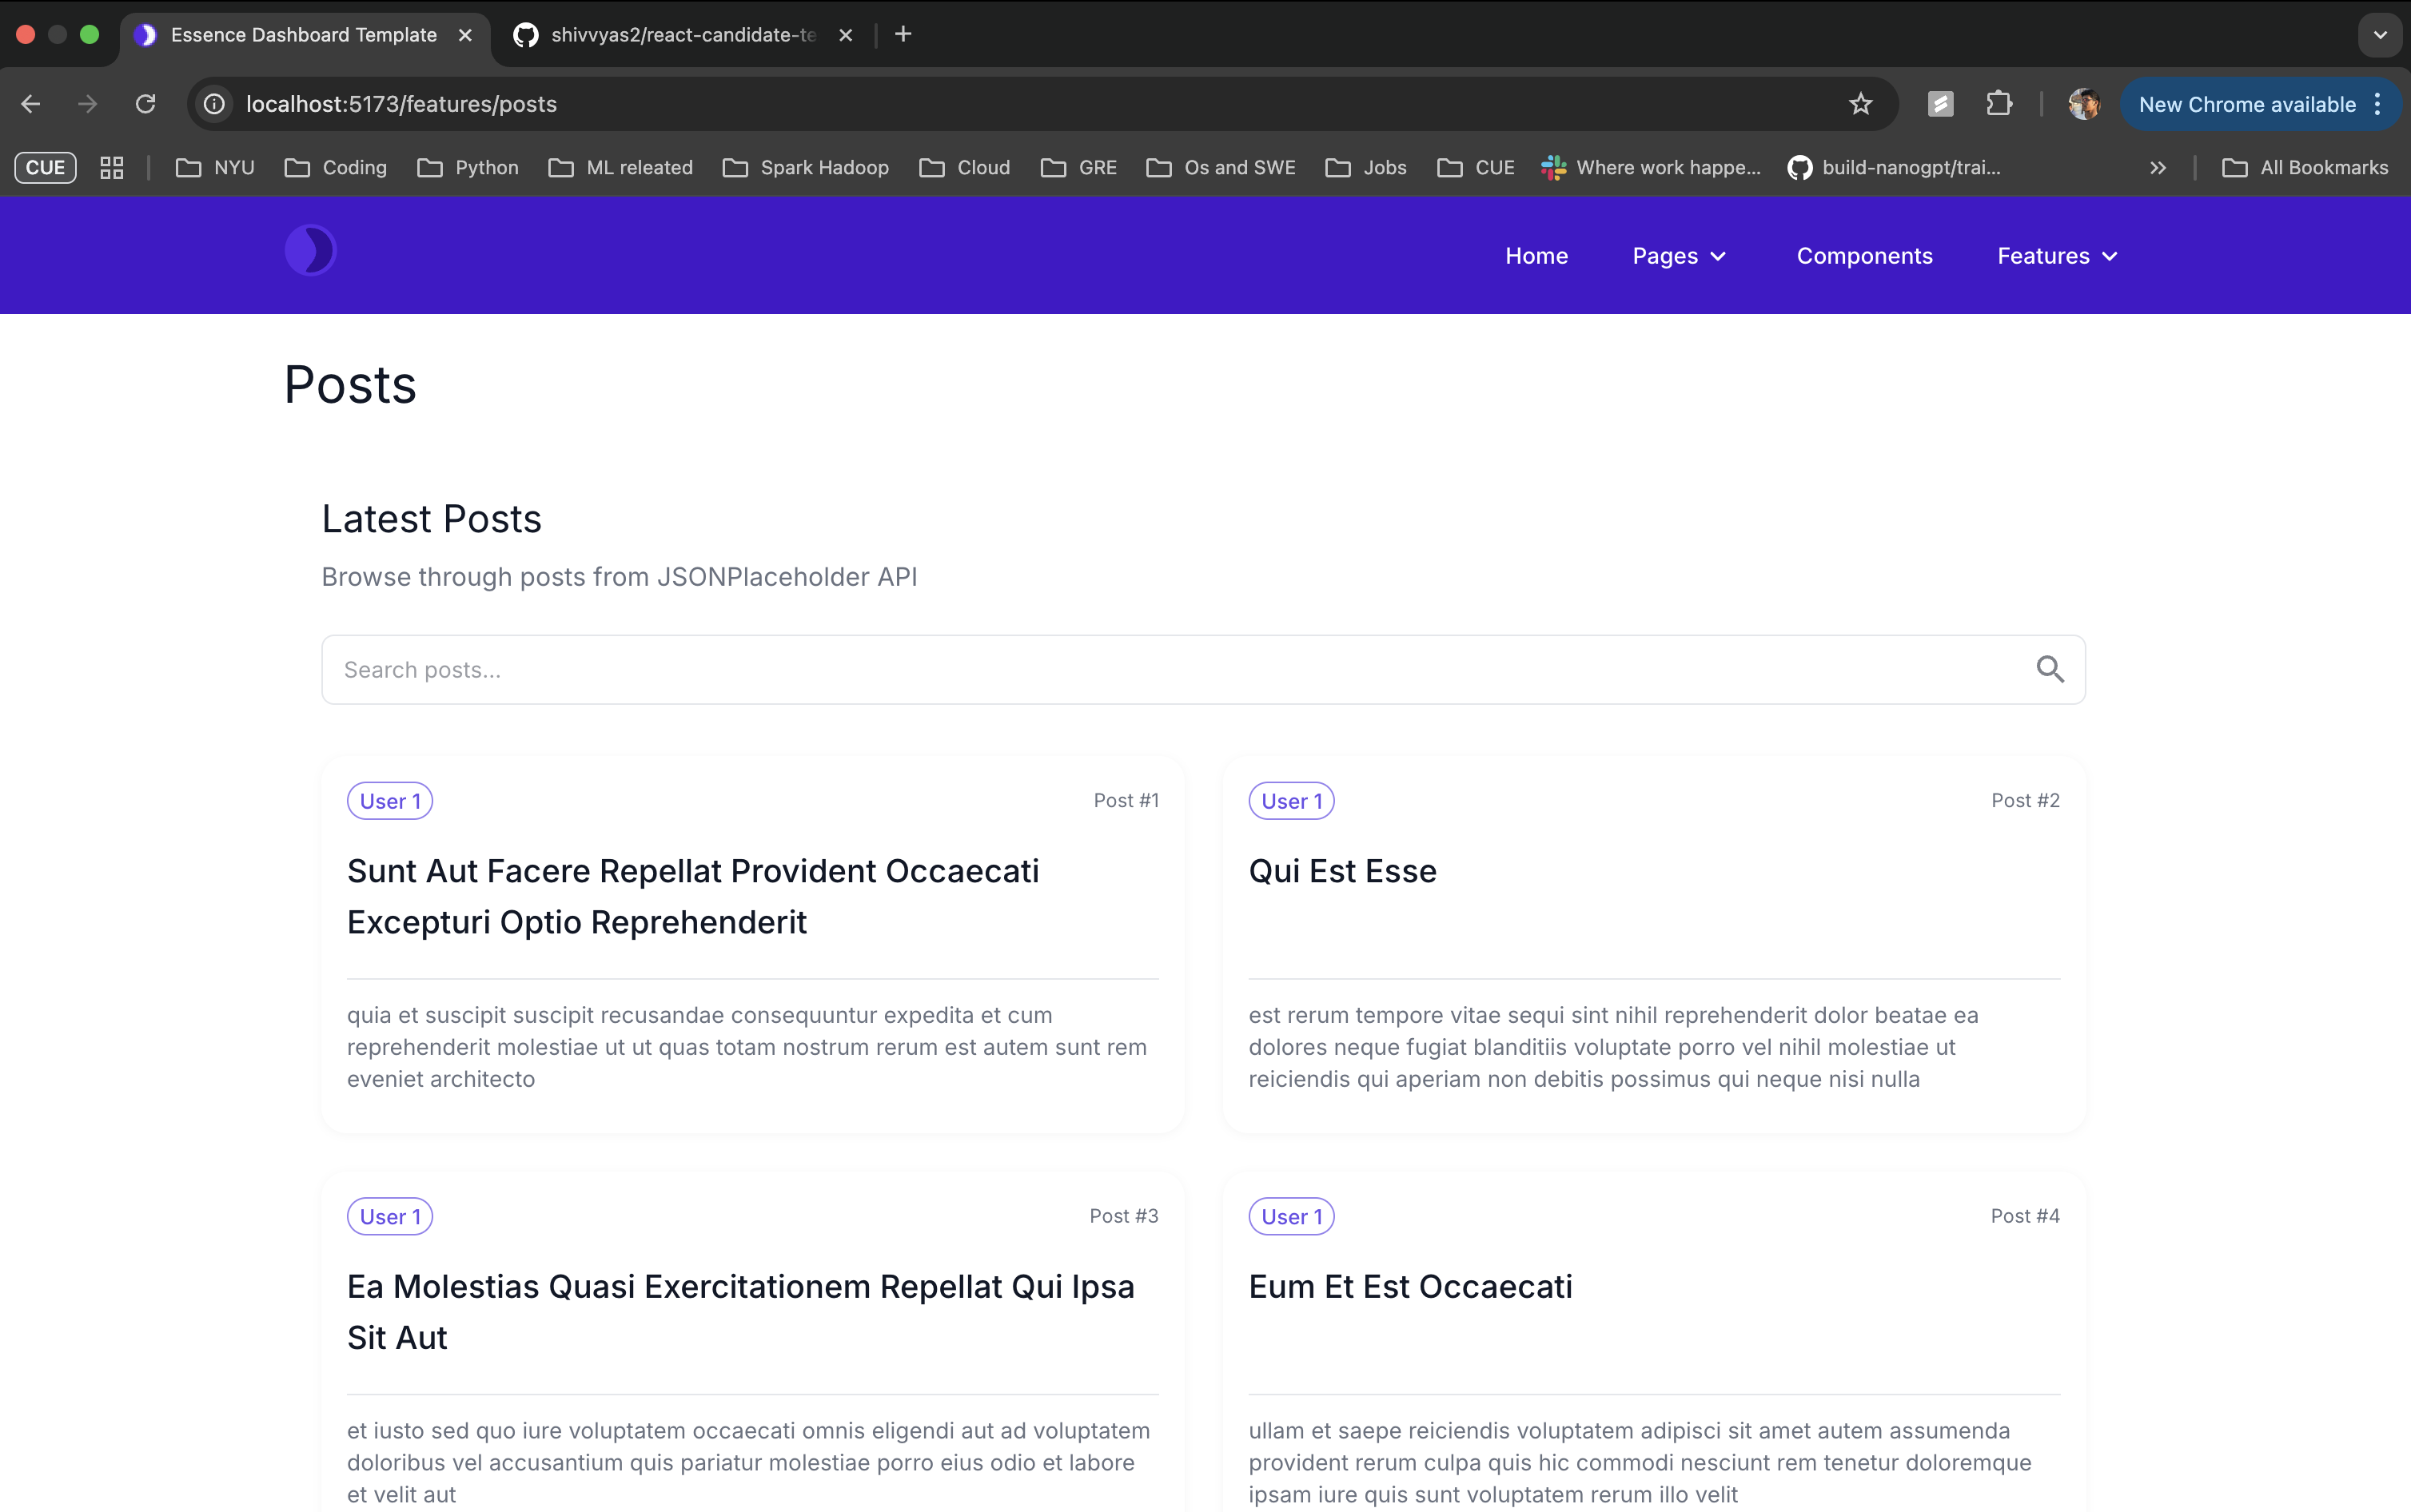 Essence Dashboard Template
shivvyas2/react-candidate-te
localhost:5173/features/posts
New Chrome available
CUE
NYU
Coding
Python
ML releated
Spark Hadoop
Cloud
GRE
Os and SWE
Jobs
CUE
Where work happe...
build-nanogpt/trai...
All Bookmarks
Home
Pages
Components
Features
Posts
Latest Posts
Browse through posts from JSONPlaceholder API
Search posts...
User 1
Post #1
Sunt Aut Facere Repellat Provident Occaecati
Excepturi Optio Reprehenderit
quia et suscipit suscipit recusandae consequuntur expedita et cum
reprehenderit molestiae ut ut quas totam nostrum rerum est autem sunt rem
eveniet architecto
User 1
Post #2
Qui Est Esse
est rerum tempore vitae sequi sint nihil reprehenderit dolor beatae ea
dolores neque fugiat blanditiis voluptate porro vel nihil molestiae ut
reiciendis qui aperiam non debitis possimus qui neque nisi nulla
User 1
Post #3
Ea Molestias Quasi Exercitationem Repellat Qui Ipsa
Sit Aut
et iusto sed quo iure voluptatem occaecati omnis eligendi aut ad voluptatem
doloribus vel accusantium quis pariatur molestiae porro eius odio et labore
et velit aut
User 1
Post #4
Eum Et Est Occaecati
ullam et saepe reiciendis voluptatem adipisci sit amet autem assumenda
provident rerum culpa quis hic commodi nesciunt rem tenetur doloremque
ipsam iure quis sunt voluptatem rerum illo velit